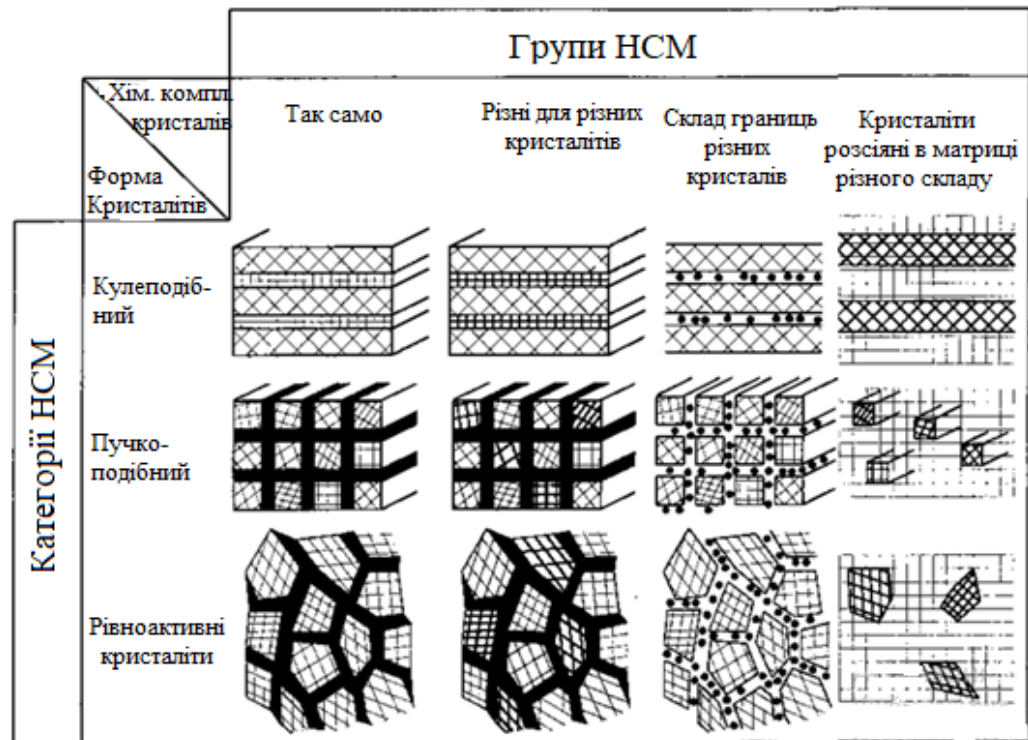 Групи НСМ
Хім. компл.
кристалів
Форма
Кристалітів
Так само
Різні для різних
кристалітів
Склад границь
різних
кристалів
Кристаліти
розсіяні в матриці
різного складу
Категорії НСМ
Кулеподіб-
ний
Пучко-
подібний
Рівноактивні
кристаліти